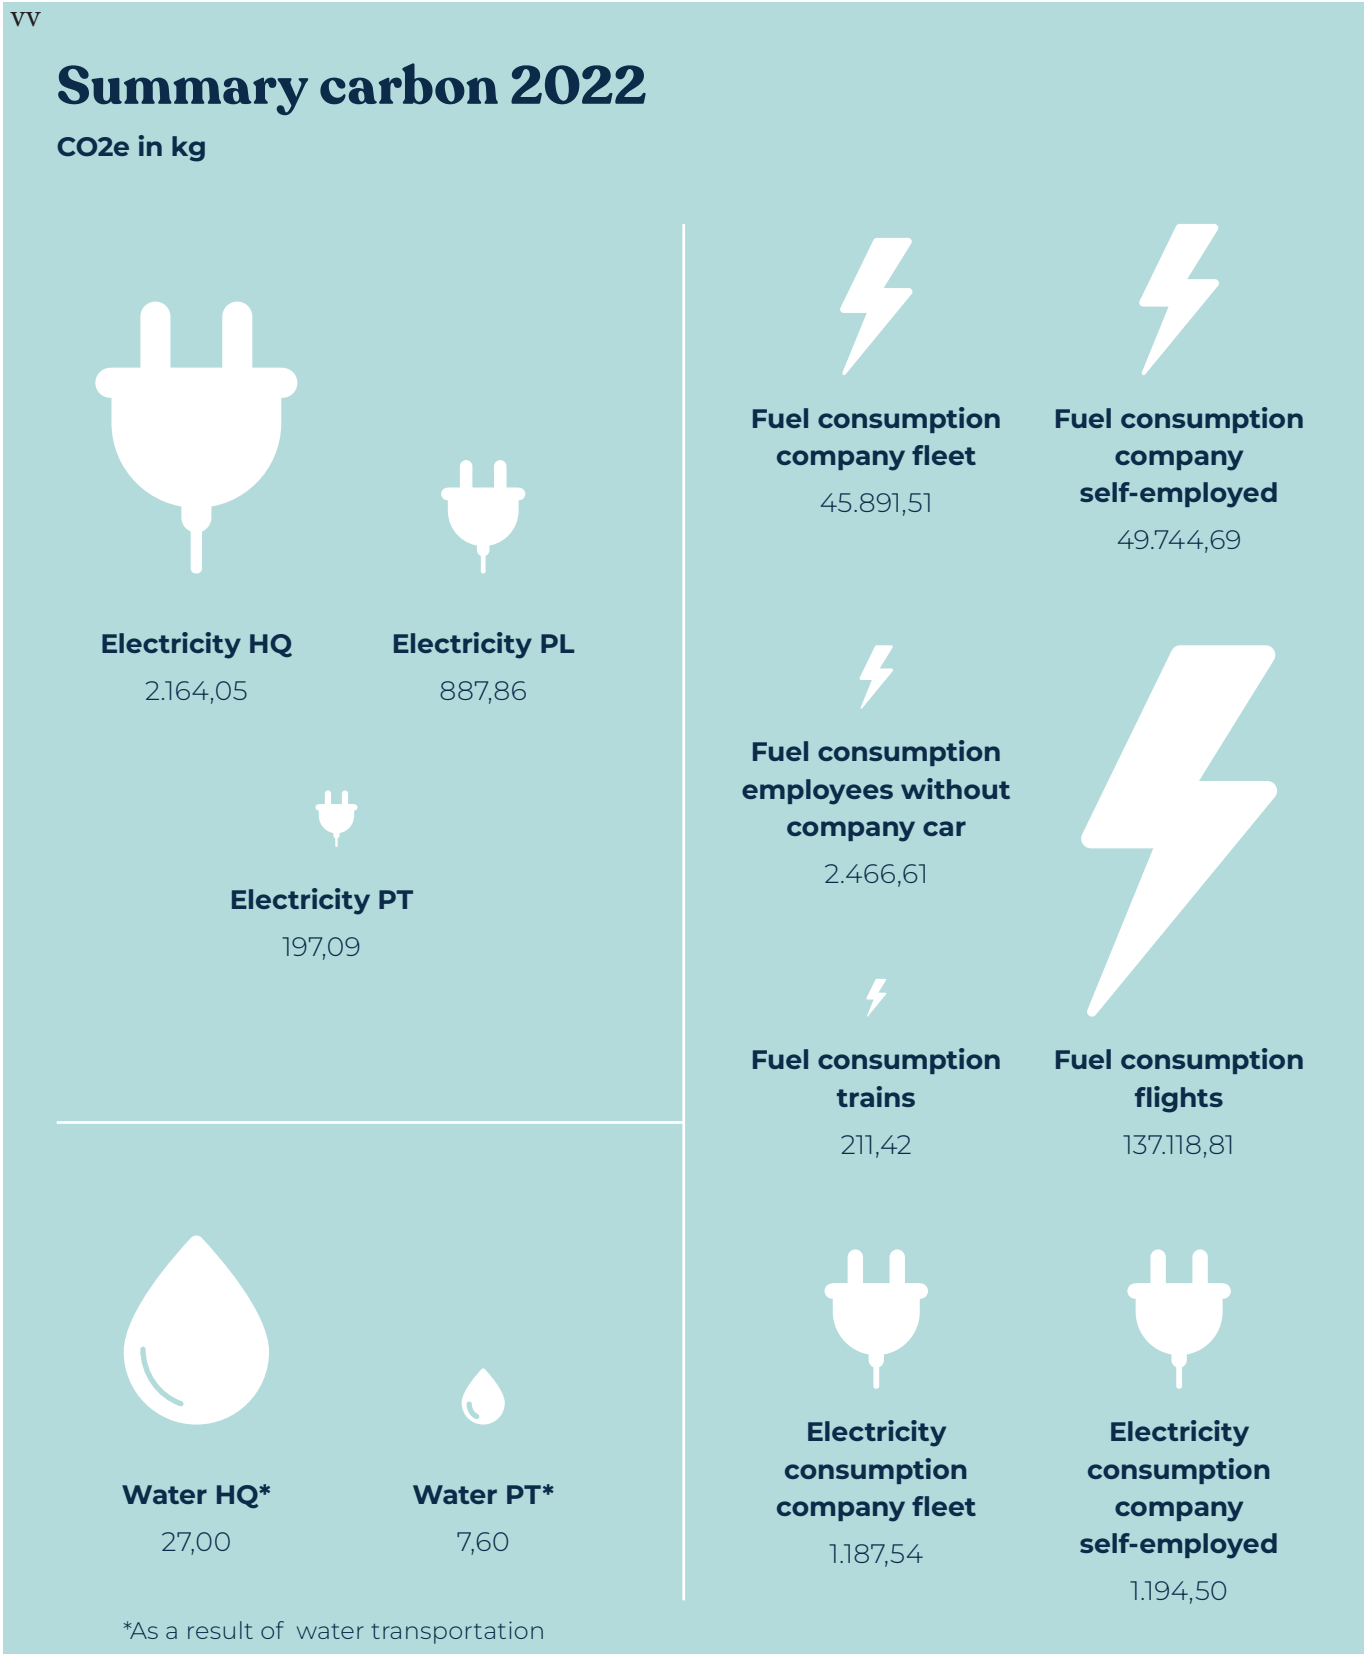 vv
Summary carbon 2022
CO2e in kg
Electricity HQ
2.164,05
Electricity PL
887,86
Electricity PT
197,09
Water HQ*
27,00
Water PT*
7,60
*As a result of  water transportation
Fuel consumption
company fleet
45.891,51
Fuel consumption
company
self-employed
49.744,69
Fuel consumption
employees without
company car
2.466,61
Fuel consumption
trains
211,42
Fuel consumption
flights
137.118,81
Electricity
consumption
company fleet
1.187,54
Electricity
consumption
company
self-employed
1.194,50